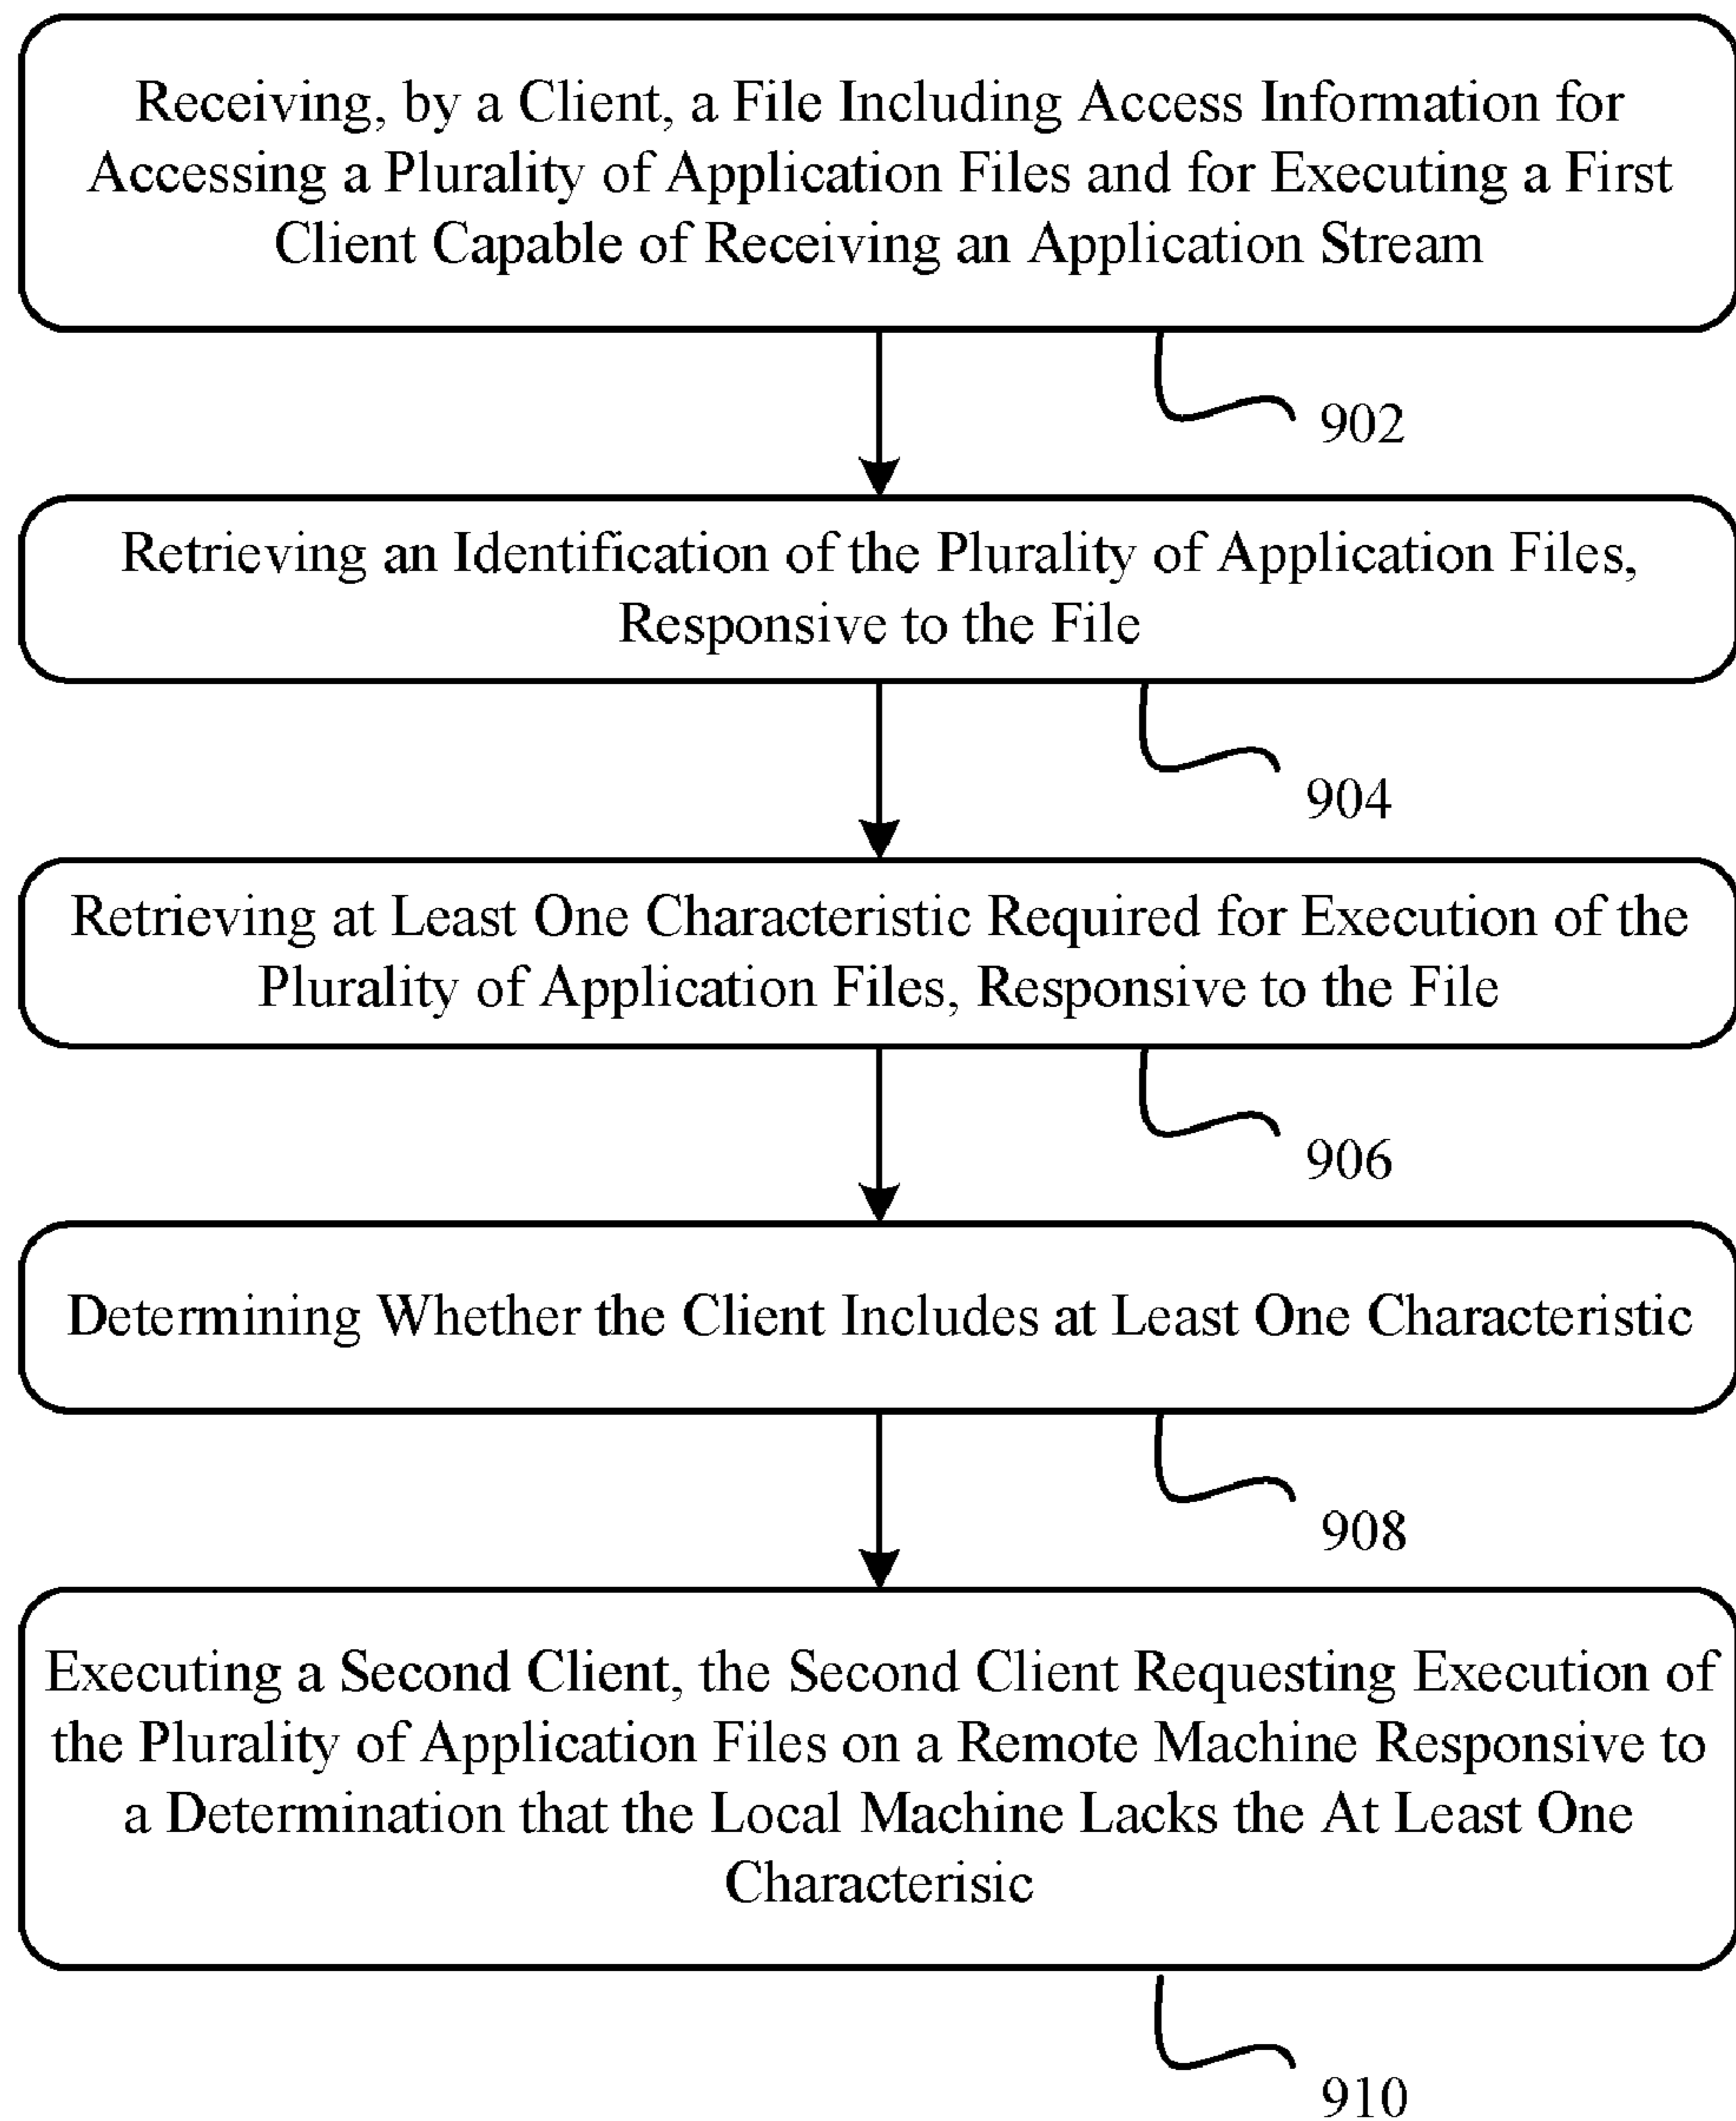 Receiving, by a Client, a File Including Access Information for
Accessing a Plurality of Application Files and for Executing a First
Client Capable of Receiving an Application Stream
902
Retrieving an Identification of the Plurality of Application Files,
Responsive to the File
904
Retrieving at Least One Characteristic Required for Execution of the
Plurality of Application Files, Responsive to the File
906
Determining Whether the Client Includes at Least One Characteristic
908
Executing a Second Client, the Second Client Requesting Execution of
the Plurality of Application Files on a Remote Machine Responsive to
a Determination that the Local Machine Lacks the At Least One
Characterisic
910